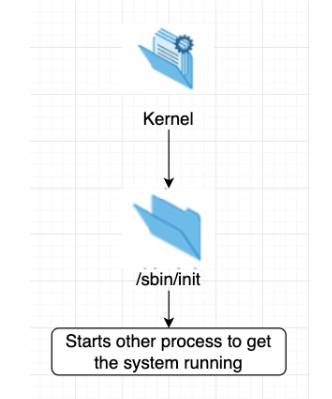 Kernel
/sbin/init
Starts other process to get
the system running